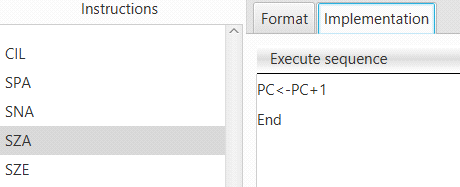 Instructions
CIL
SPA
SNA
SZA
SZE
Format
Implementation
Execute sequence
PC<-PC+1
End